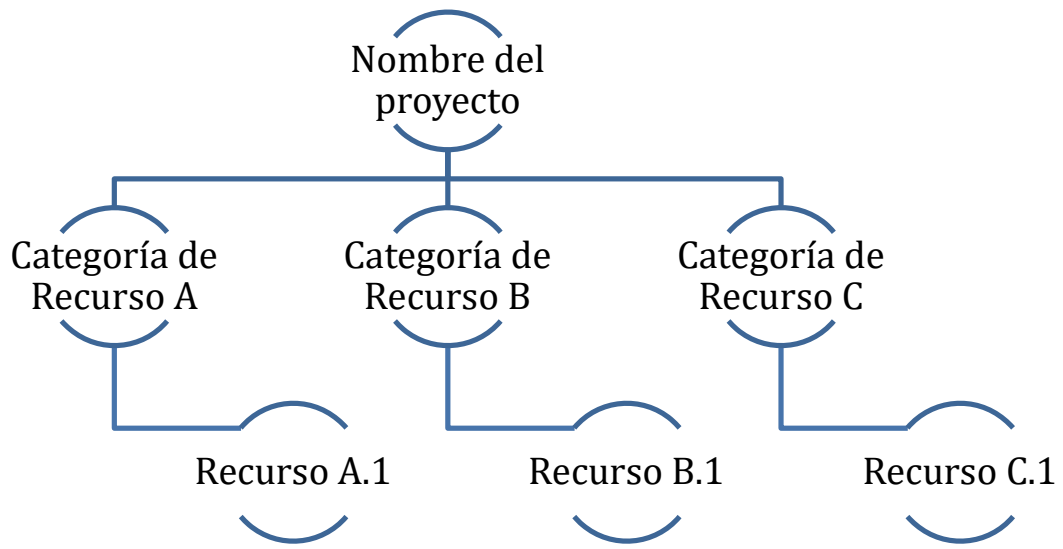 Nombre del
proyecto
Categoría de
Recurso A
Categoría de
Recurso B
Categoría de
Recurso C
Recurso A.1
Recurso B.1
Recurso C.1